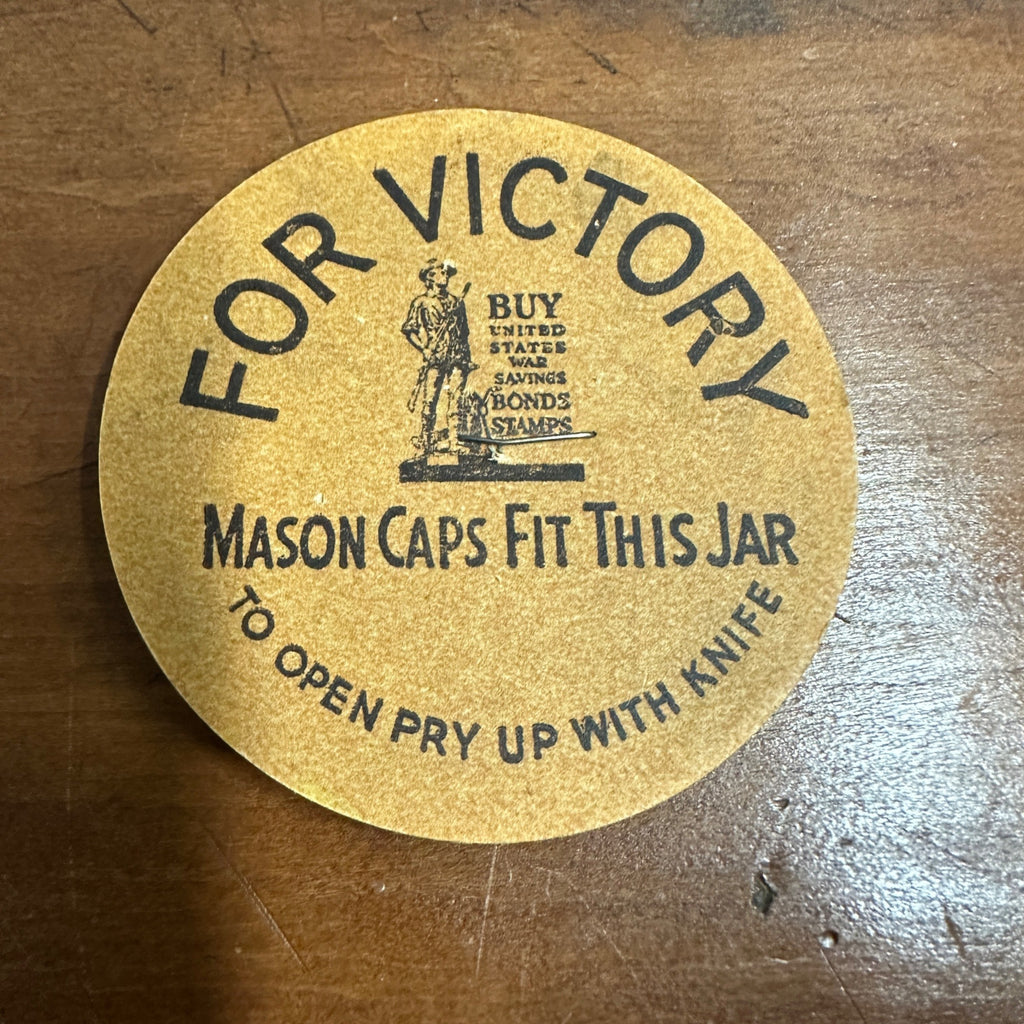 FOR VICTORY
BUY
UNITED
STATES
WAR
SAVINGS
BONDS
STAMPS
MASON CAPS FIT THIS JAR
TO OPEN PRY UP WITH KNIFE